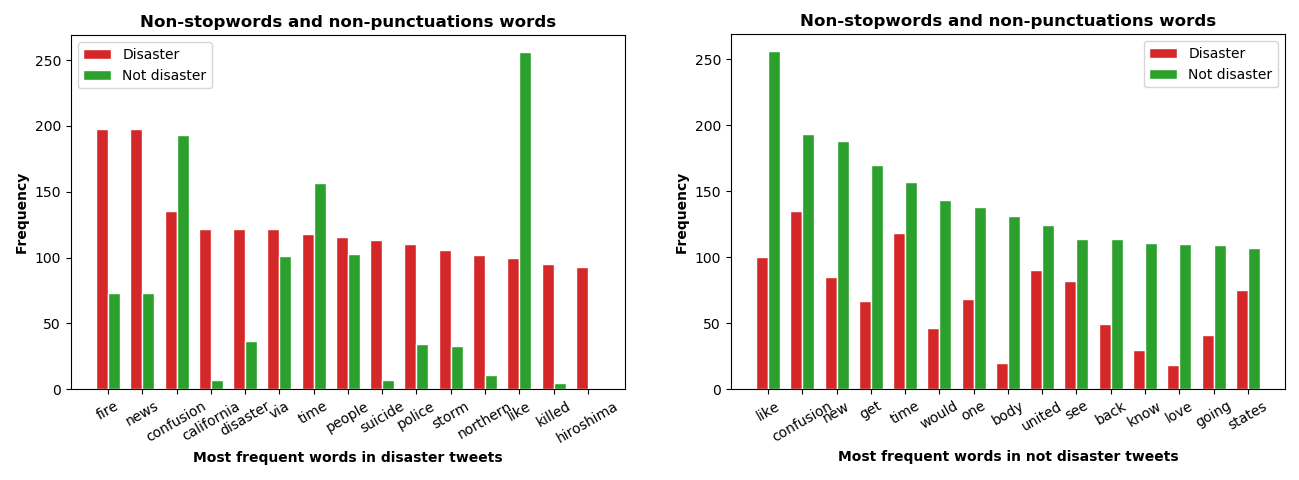 Non-stopwords and non-punctuations words
Disaster
Not disaster
250
200
150
100
50
0
Frequency
fire
news
confusion
california
disaster
via
time
people
suicide
police
storm
northern
like
killed
hiroshima
Most frequent words in disaster tweets
Non-stopwords and non-punctuations words
Disaster
Not disaster
250
200
150
100
50
0
Frequency
like
confusion
new
get
time
would
one
body
united
see
back
know
love
going
states
Most frequent words in not disaster tweets